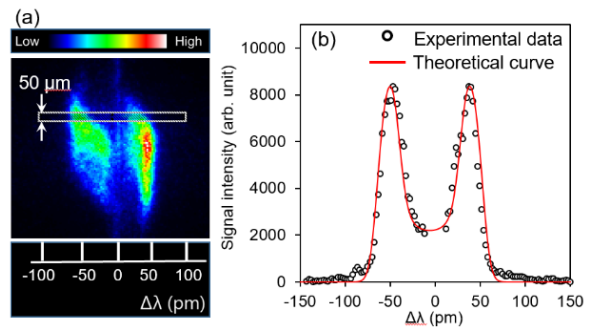 (a)
Low High
50 µm
-100 -50 0 50 100
Δλ (pm)
(b)
Experimental data
Theoretical curve
Signal intensity (arb. unit)
10000
8000
6000
4000
2000
0
-150 -100 -50 0 50 100 150
Δλ (pm)